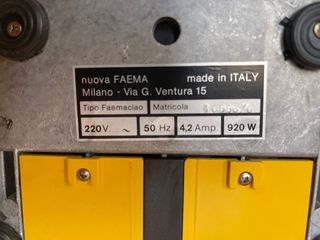 nuova FAEMA made in ITALY
Milano - Via G. Ventura 15
Tipo Faemaciao Matricola
220V. ~ 50 Hz 4,2 Amp. 920 W